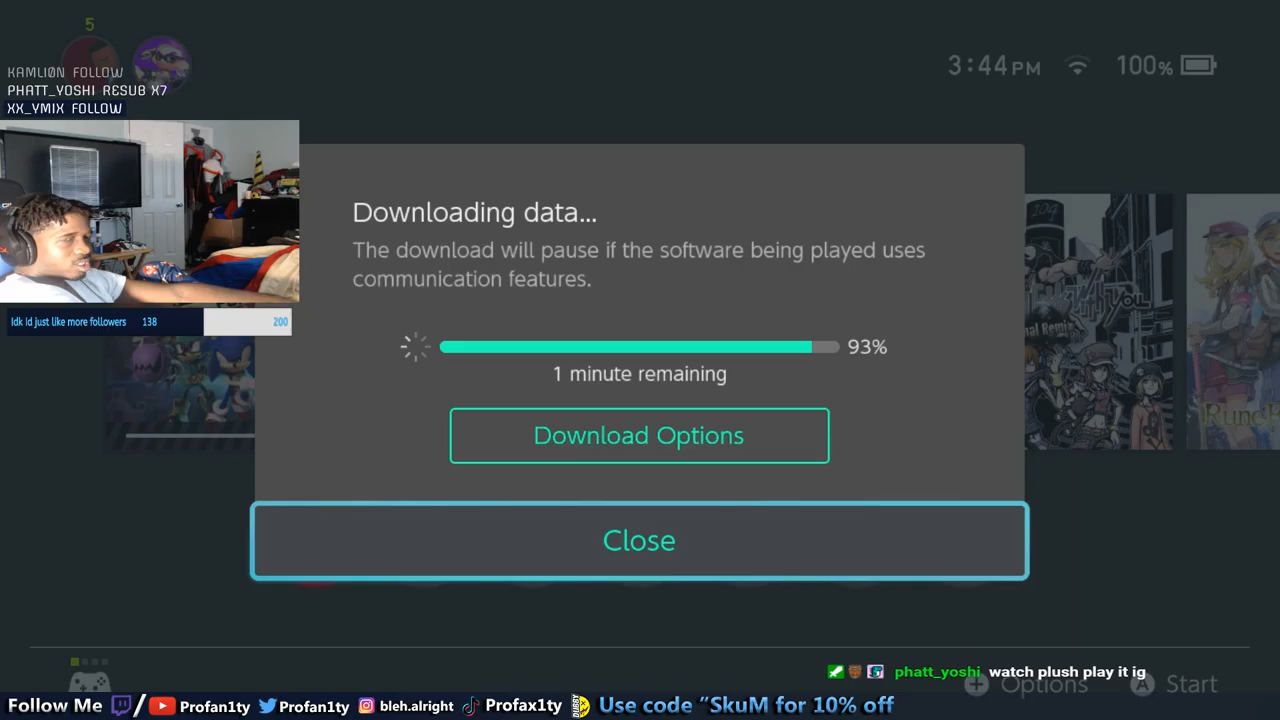 5
3:44PM 100%
KAMLIØN FOLLOW
PHATT_YOSHI RESUB X7
XX_YMIX FOLLOW
Downloading data...
The download will pause if the software being played uses
communication features.
Idk Id just like more followers 138 200
93%
1 minute remaining
Download Options
Close
phatt_yoshi watch plush play it ig
Options Start
Follow Me / Profan1ty Profan1ty bleh.alright Profax1ty Use code "SkuM for 10% off